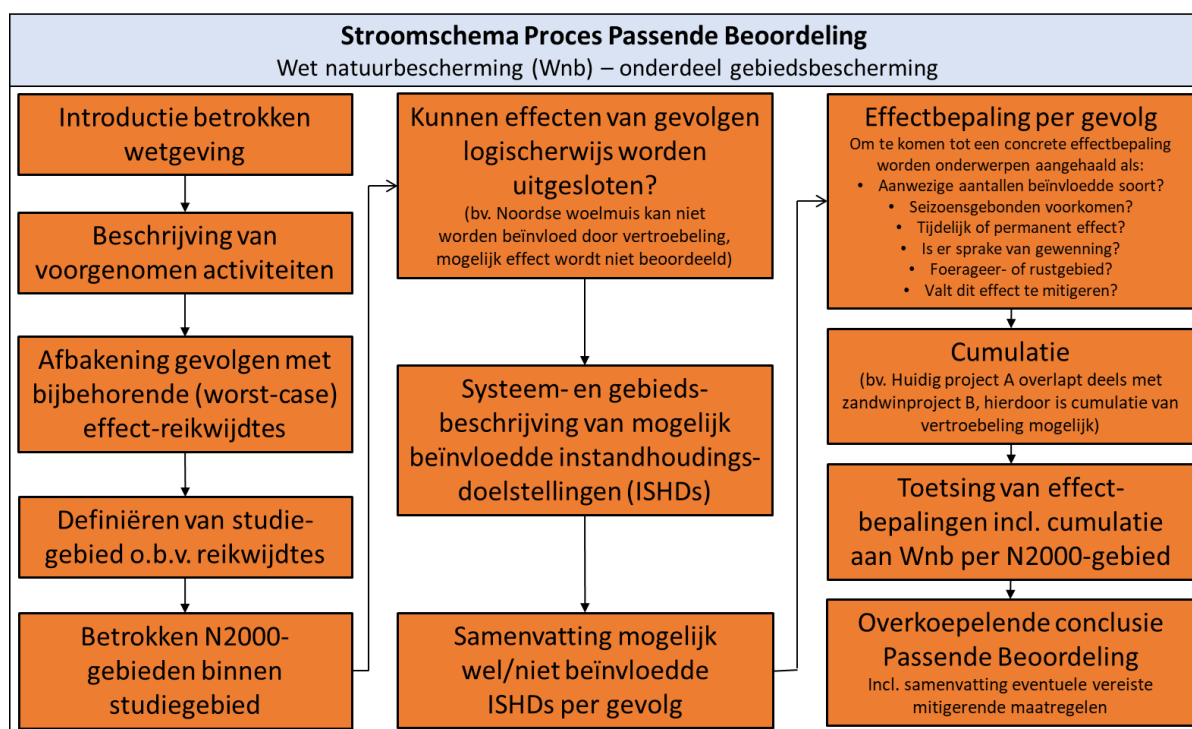 Stroomschema Proces Passende Beoordeling
Wet natuurbescherming (Wnb) – onderdeel gebiedsbescherming
Introductie betrokken
wetgeving
Beschrijving van
voorgenomen activiteiten
Afbakening gevolgen met
bijbehorende (worst-case)
effect-reikwijdtes
Definiëren van studie-
gebied o.b.v. reikwijdtes
Betrokken N2000-
gebieden binnen
studiegebied
Kunnen effecten van gevolgen
logischerwijs worden
uitgesloten?
(bv. Noordse woelmuis kan niet
worden beïnvloed door vertroebeling,
mogelijk effect wordt niet beoordeeld)
Systeem- en gebieds-
beschrijving van mogelijk
beïnvloedde instandhoudings-
doelstellingen (ISHDs)
Samenvatting mogelijk
wel/niet beïnvloedde
ISHDs per gevolg
Effectbepaling per gevolg
Om te komen tot een concrete effectbepaling
worden onderwerpen aangehaald als:
• Aanwezige aantallen beïnvloedde soort?
• Seizoensgebonden voorkomen?
• Tijdelijk of permanent effect?
• Is er sprake van gewenning?
• Foerageer- of rustgebied?
• Valt dit effect te mitigeren?
Cumulatie
(bv. Huidig project A overlapt deels met
zandwinproject B, hierdoor is cumulatie van
vertroebeling mogelijk)
Toetsing van effect-
bepalingen incl. cumulatie
aan Wnb per N2000-gebied
Overkoepelende conclusie
Passende Beoordeling
Incl. samenvatting eventuele vereiste
mitigerende maatregelen